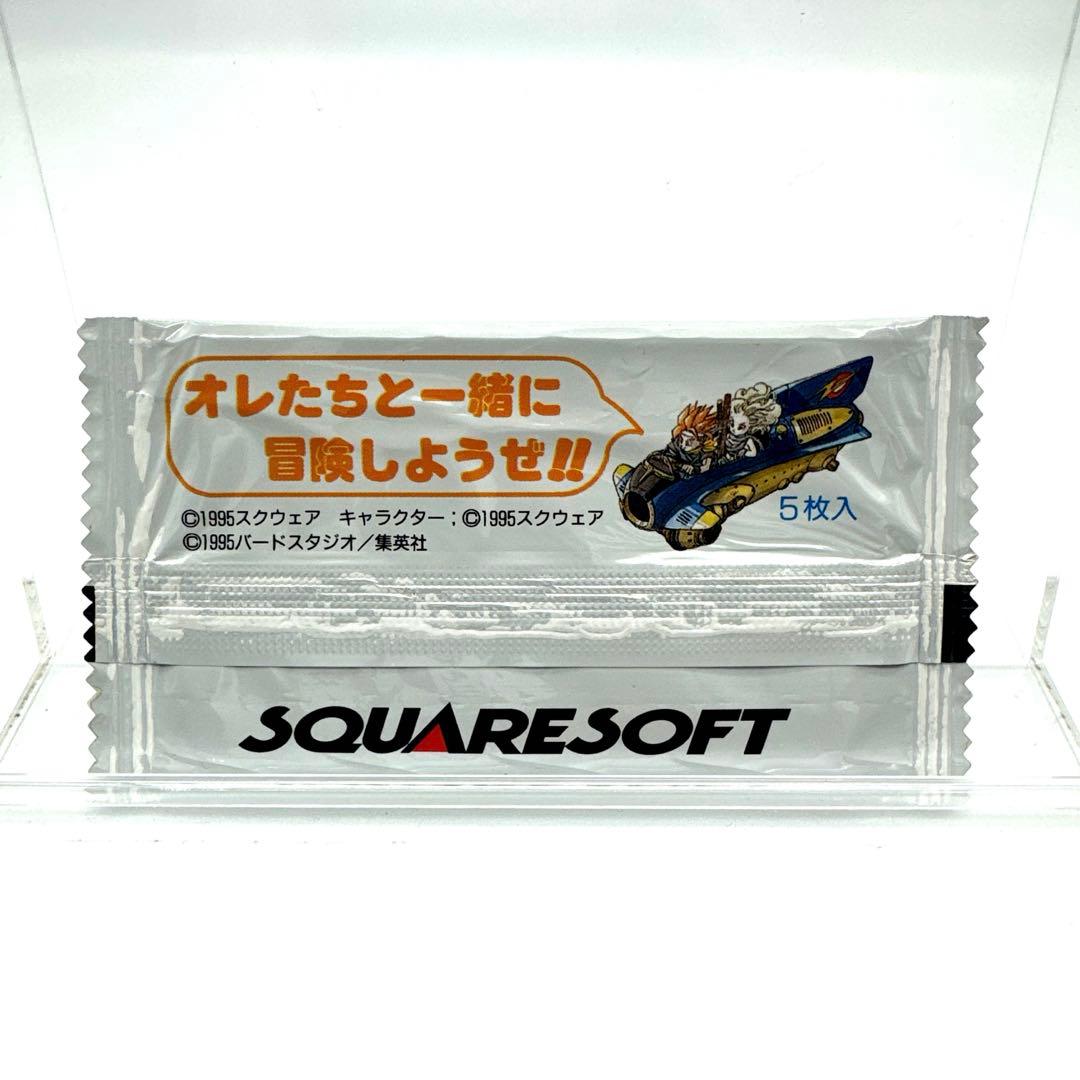 オレたちと一緒に
冒険しようぜ!!
©1995スクウェア　キャラクター；©1995スクウェア
©1995バードスタジオ／集英社
5枚入
SQUARESOFT